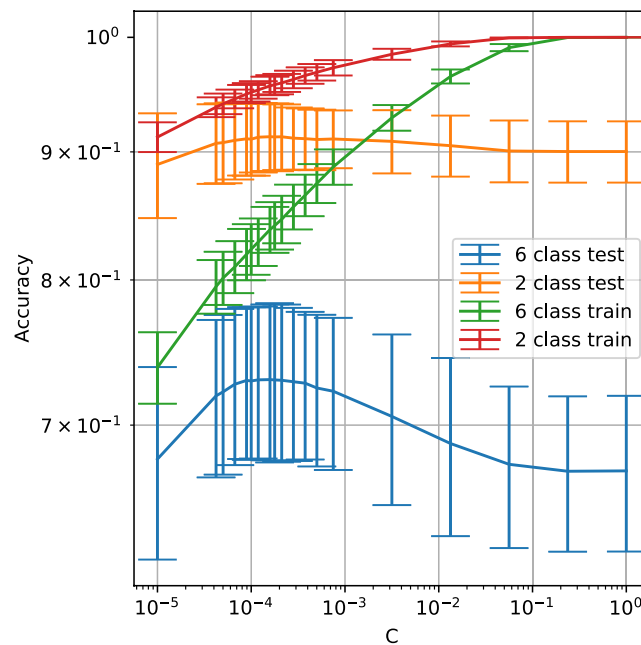 10⁰
9 × 10⁻¹
8 × 10⁻¹
7 × 10⁻¹
Accuracy
6 class test
2 class test
6 class train
2 class train
10⁻⁵ 10⁻⁴ 10⁻³ 10⁻² 10⁻¹ 10⁰
C